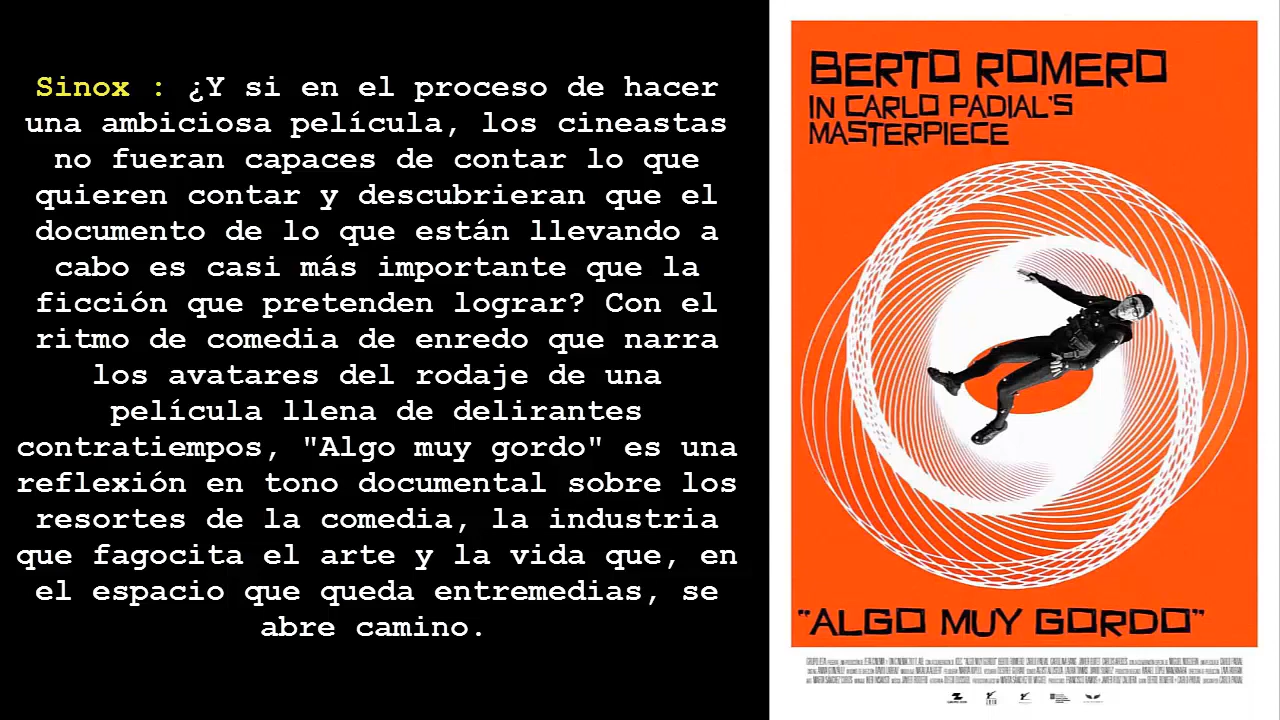 Sinox : ¿Y si en el proceso de hacer
una ambiciosa película, los cineastas
no fueran capaces de contar lo que
quieren contar y descubrieran que el
documento de lo que están llevando a
cabo es casi más importante que la
ficción que pretenden lograr? Con el
ritmo de comedia de enredo que narra
los avatares del rodaje de una
película llena de delirantes
contratiempos, "Algo muy gordo" es una
reflexión en tono documental sobre los
resortes de la comedia, la industria
que fagocita el arte y la vida que, en
el espacio que queda entremedias, se
abre camino.
BERTO ROMERO
IN CARLO PADIAL'S
MASTERPIECE
"ALGO MUY GORDO"